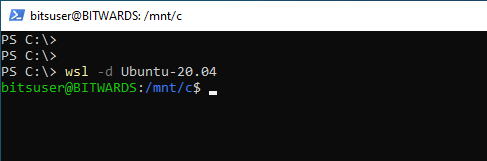 bitsuser@BITWARDS: /mnt/c
PS C:\>
PS C:\>
PS C:\> wsl -d Ubuntu-20.04
bitsuser@BITWARDS:/mnt/c$